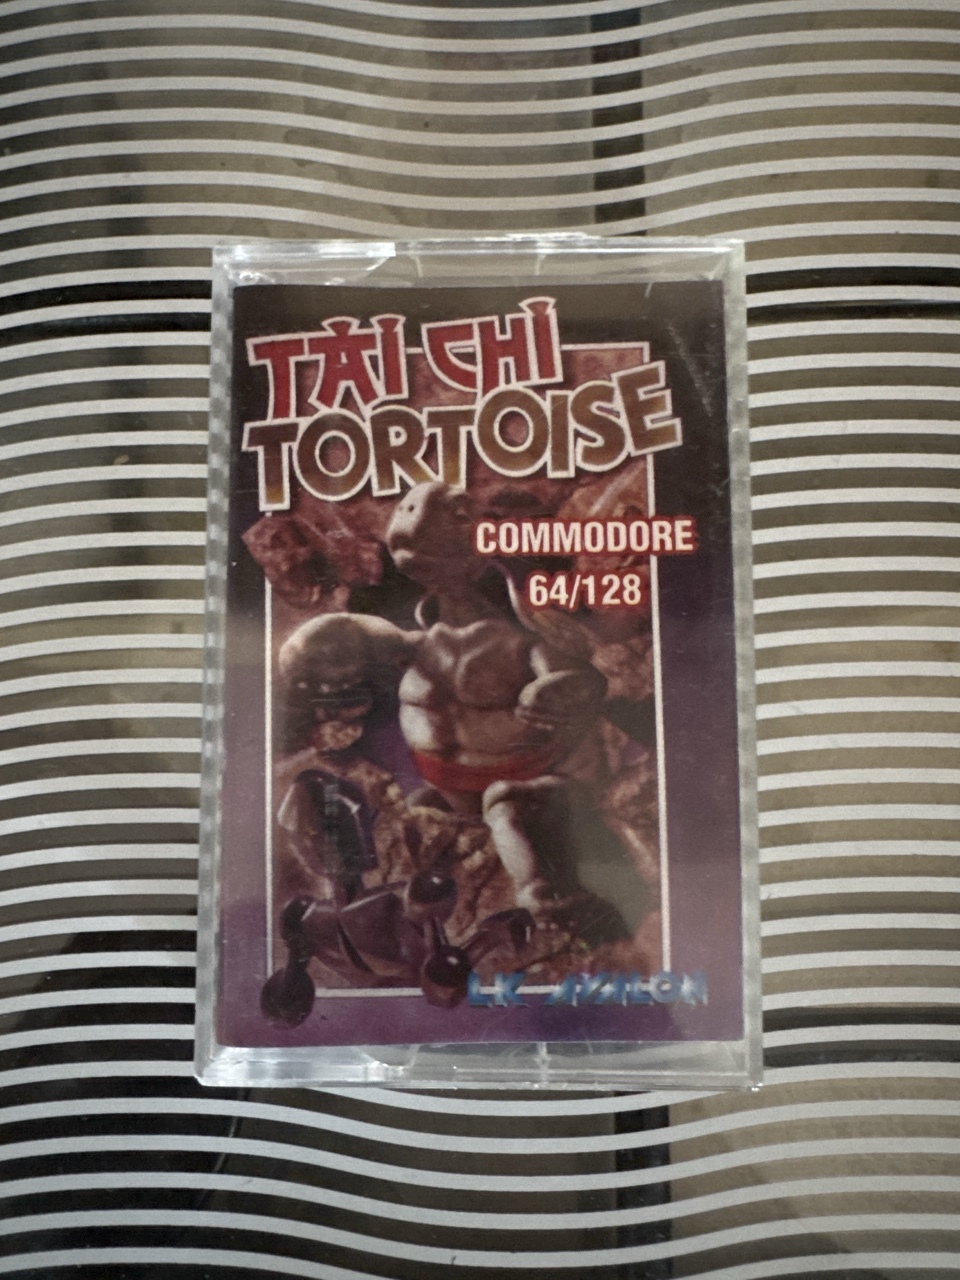 TAI CHI
TORTOISE
COMMODORE
64/128
LK AVALON